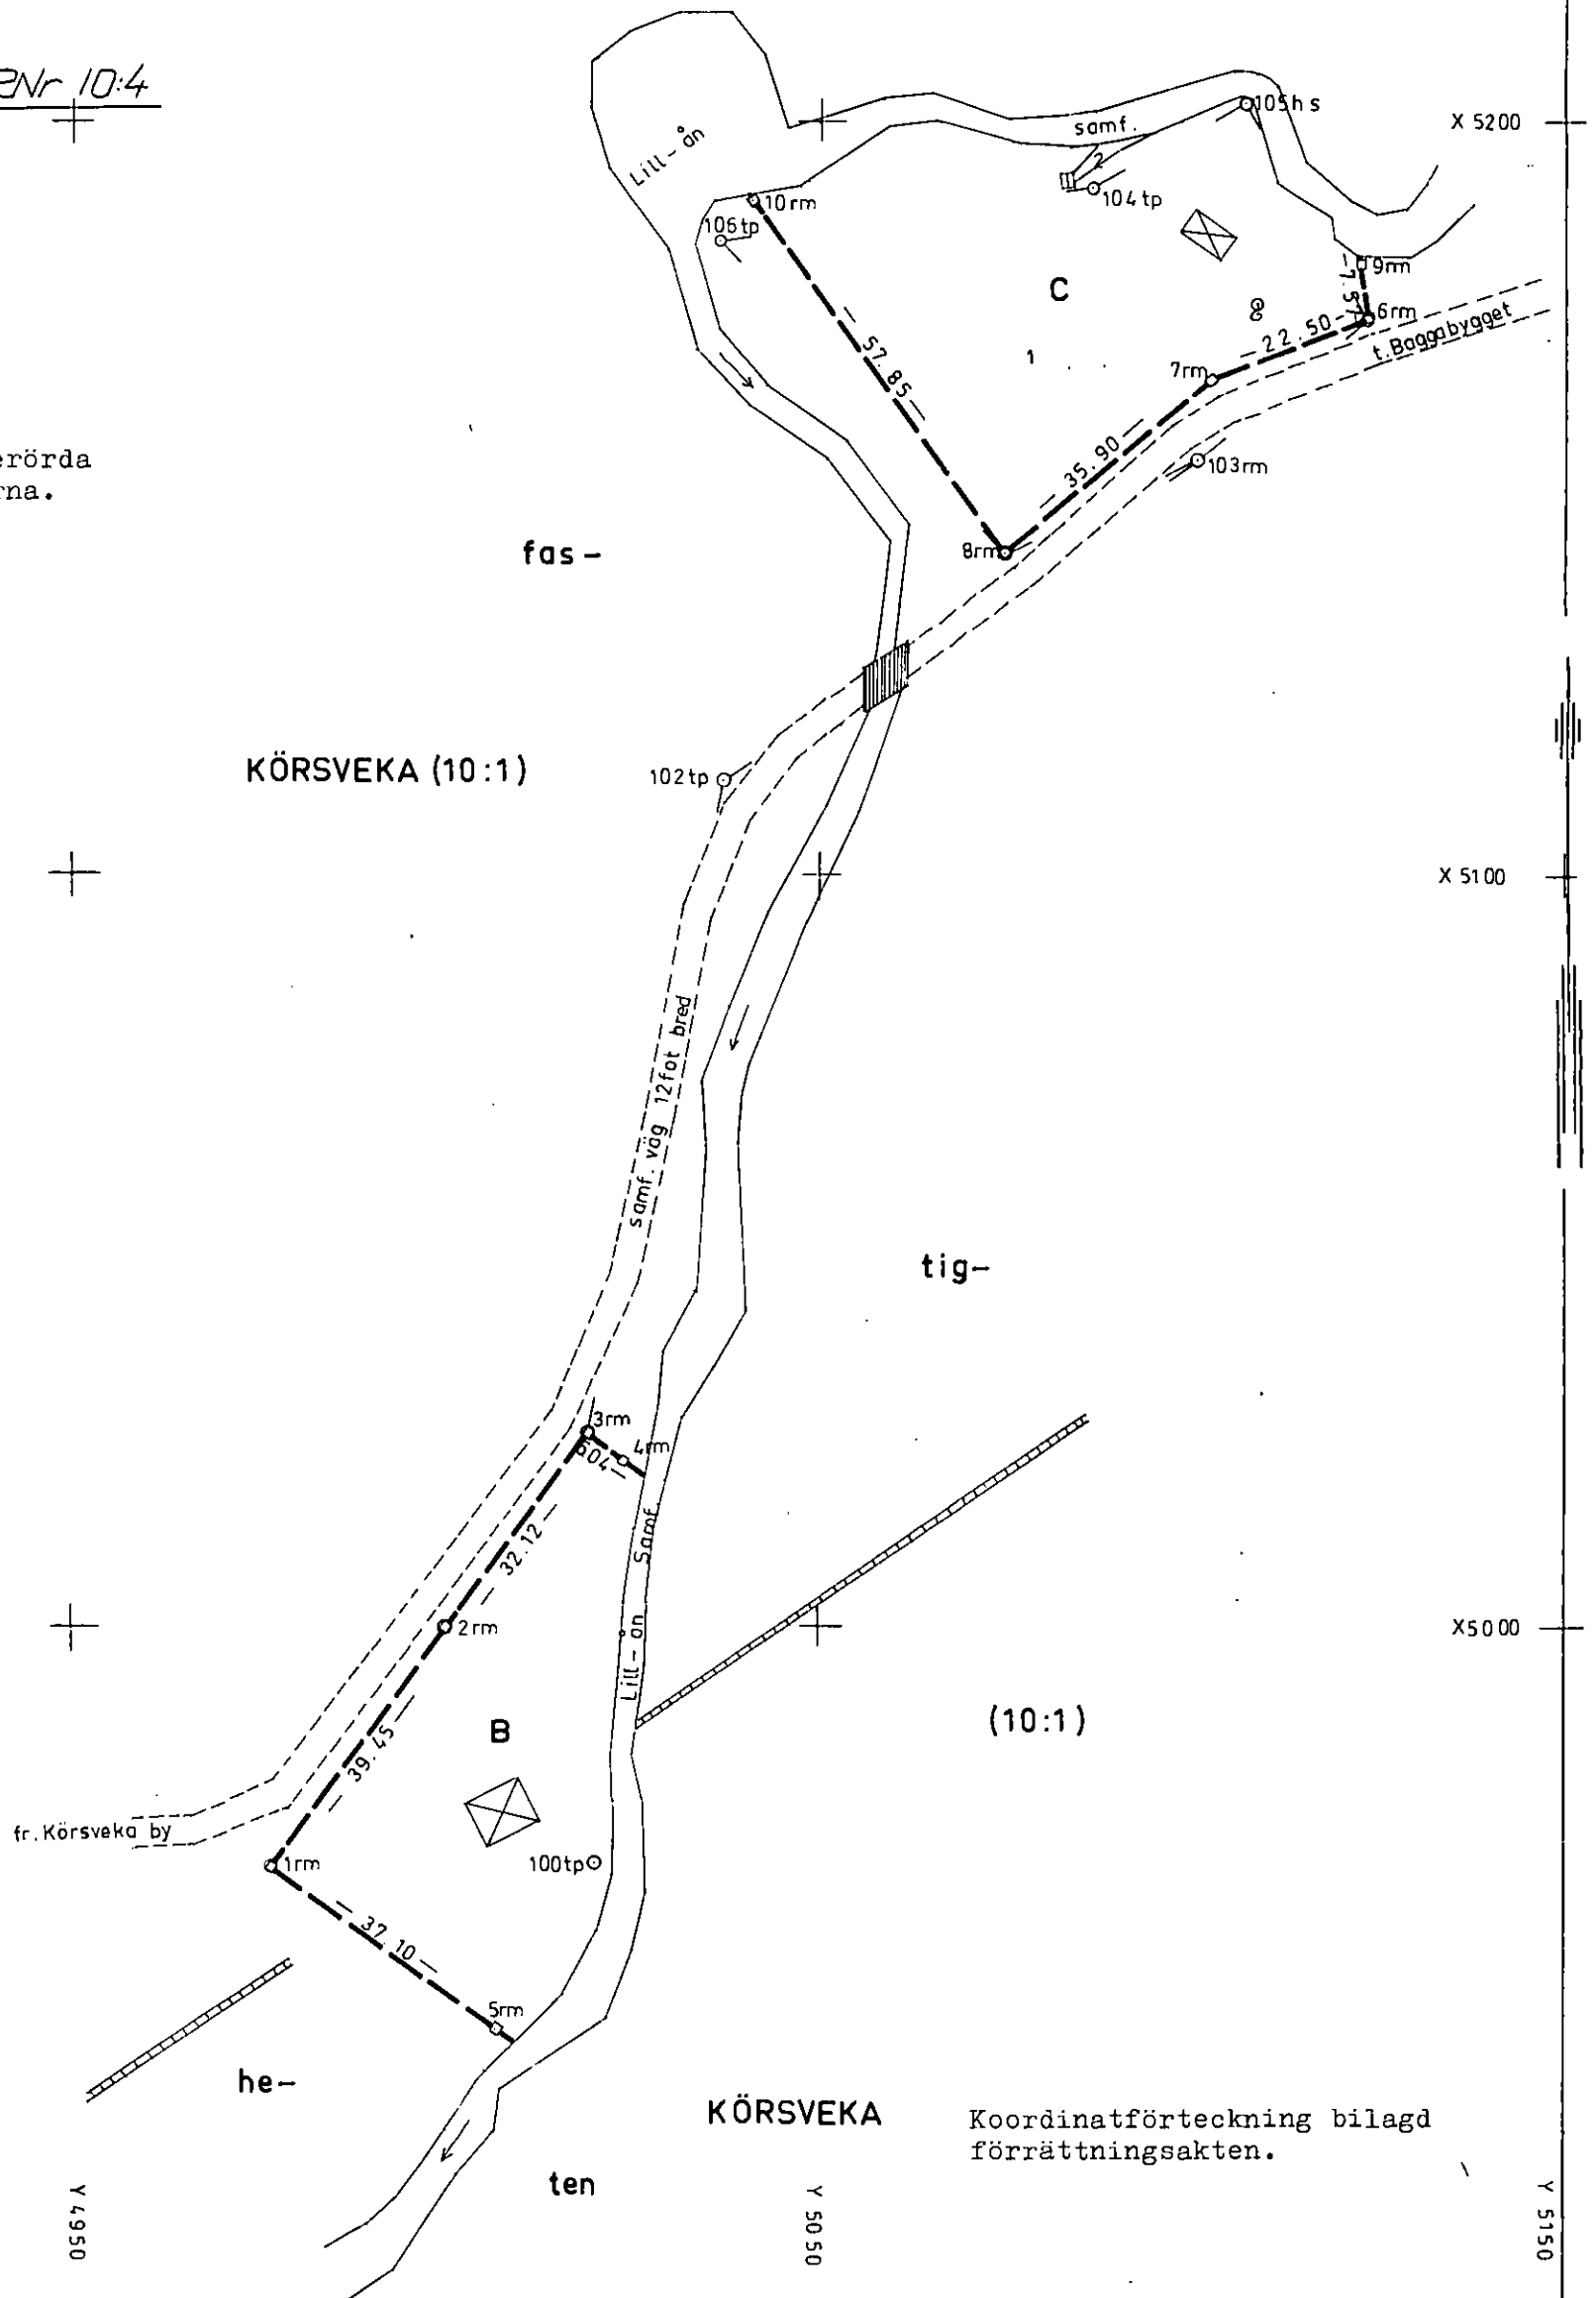 Nr 10:4
X 5200
Lill-ån
samf.
105hs
2
104tp
10rm
106tp
C
9rm
7.57
6rm
22.50
t.Baggabygget
1
57.85
7rm
35.90
103rm
8rm
rna.
fas-
KÖRSVEKA (10:1)
102tp
X 5100
samf. väg 12fot bred
tig-
3rm
4rm
6.04
32.12
Samf.
Lill-ån
2rm
X5000
B
(10:1)
39.45
fr.Körsveka by
1rm
100tp
37.10
5rm
he-
KÖRSVEKA
Koordinatförteckning bilagd
förrättningsakten.
ten
Y 4950
Y 5050
Y 5150